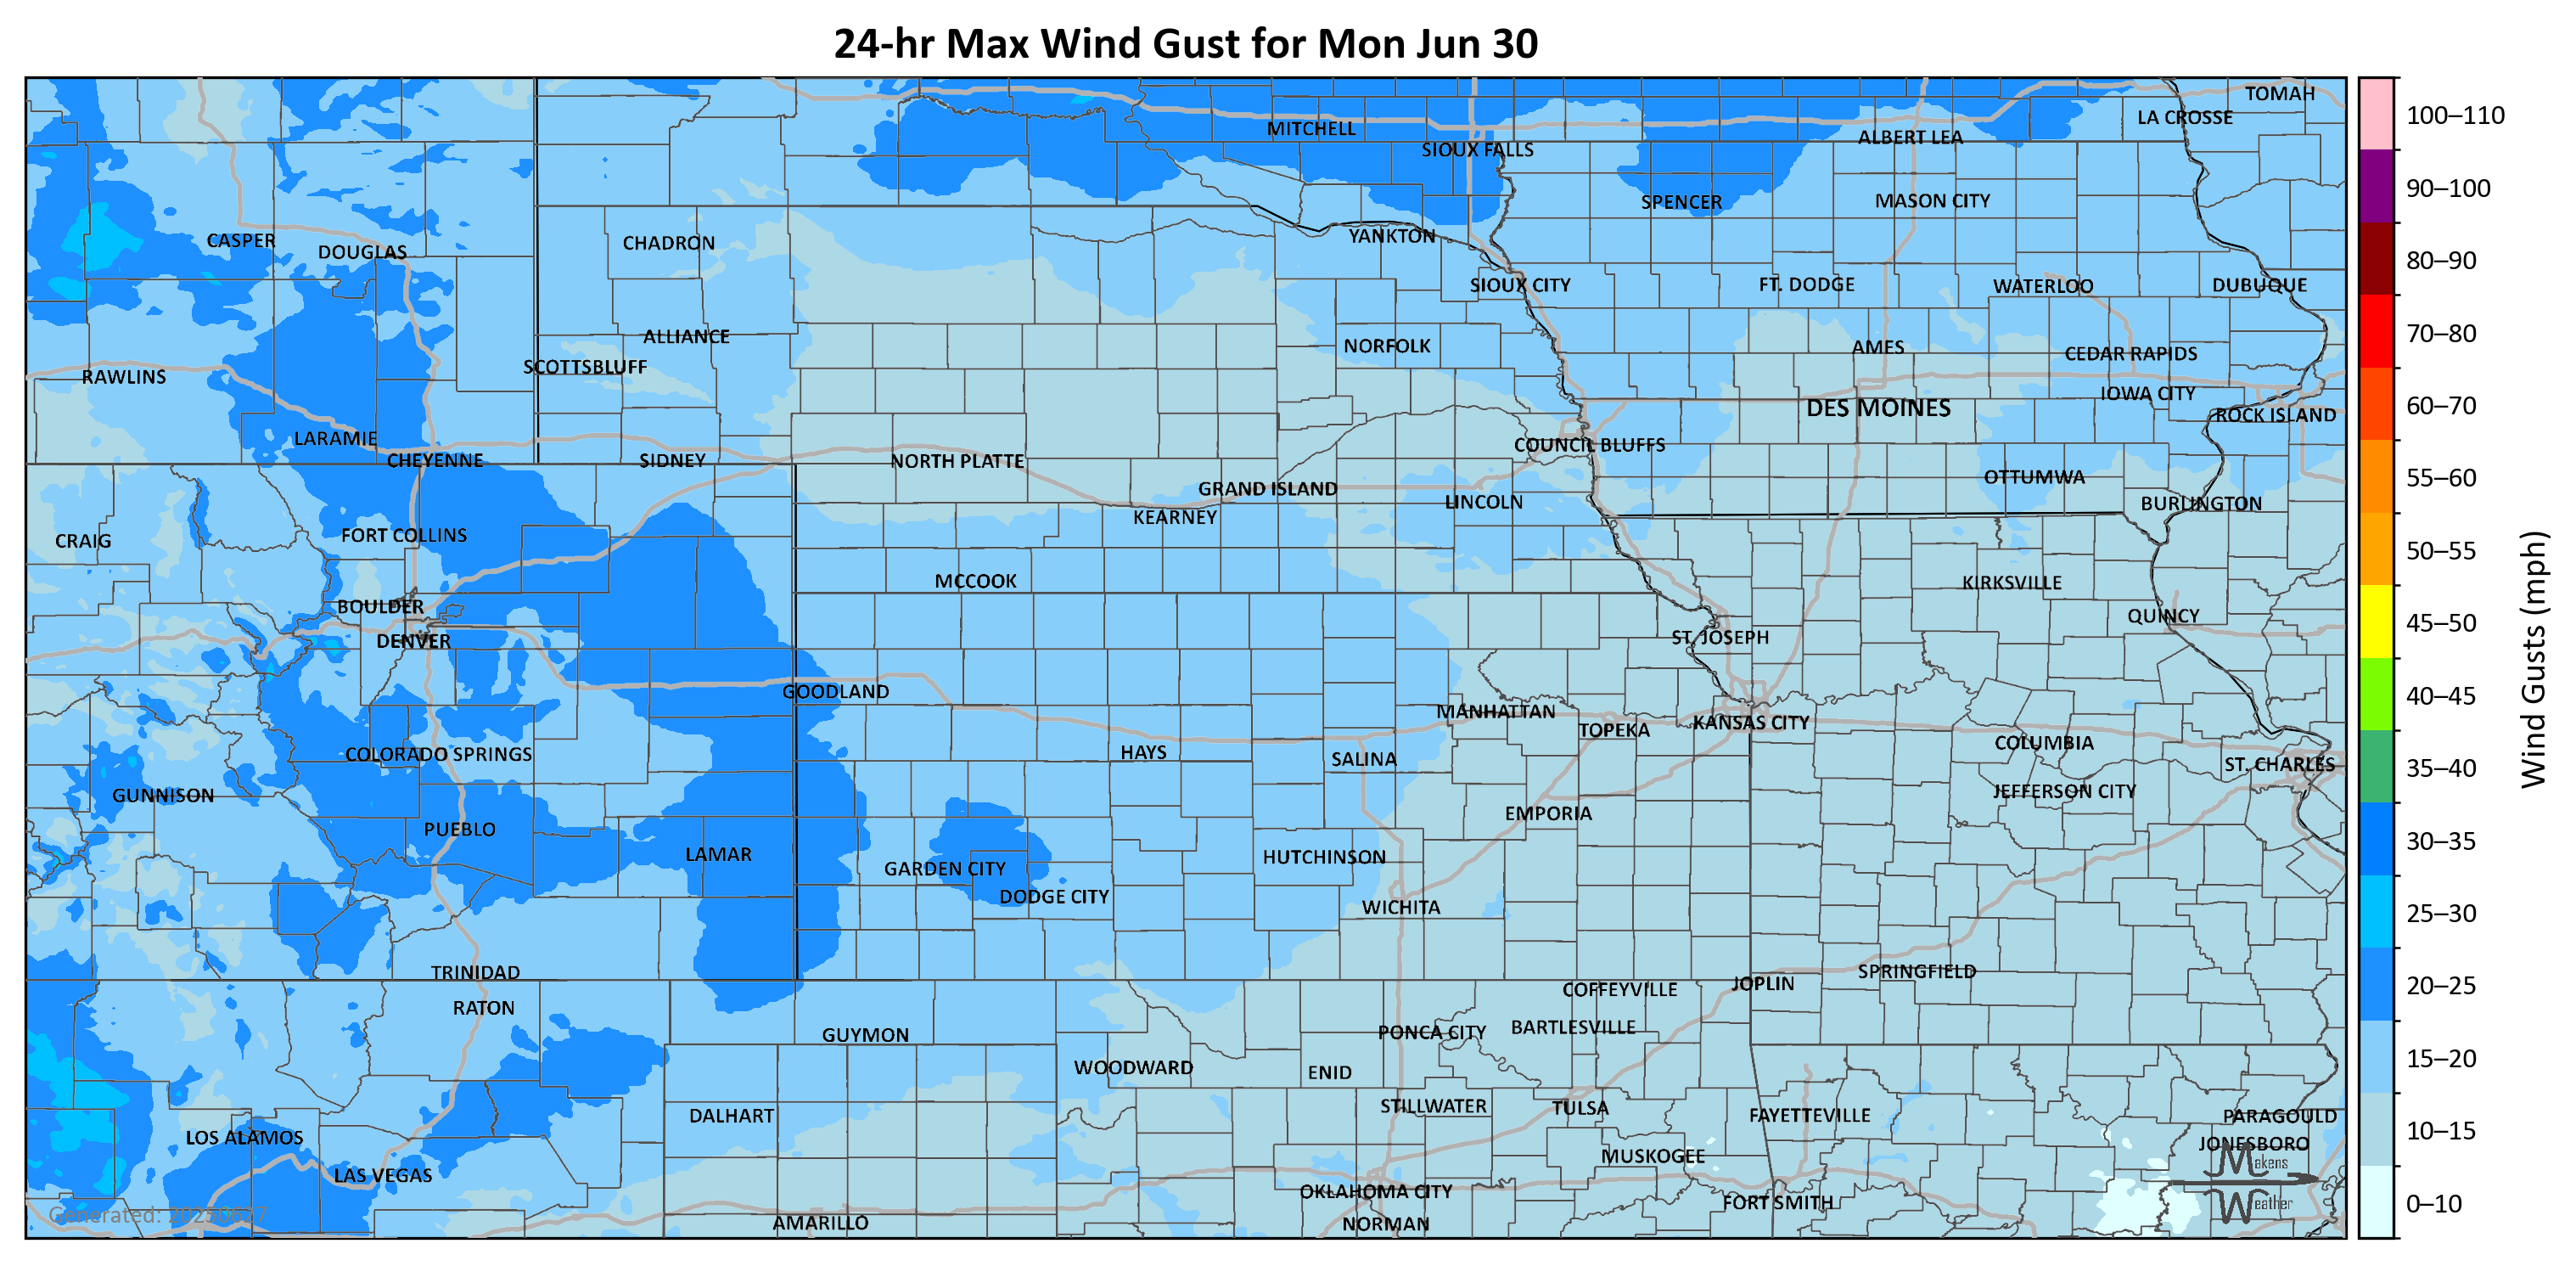 24-hr Max Wind Gust for Mon Jun 30
TOMAH
LA CROSSE
MITCHELL
ALBERT LEA
SIOUX FALLS
SPENCER
MASON CITY
CASPER
DOUGLAS
CHADRON
YANKTON
SIOUX CITY
FT. DODGE
WATERLOO
DUBUQUE
ALLIANCE
SCOTTSBLUFF
NORFOLK
AMES
CEDAR RAPIDS
RAWLINS
IOWA CITY
DES MOINES
ROCK ISLAND
LARAMIE
COUNCIL BLUFFS
CHEYENNE
SIDNEY
NORTH PLATTE
GRAND ISLAND
LINCOLN
OTTUMWA
BURLINGTON
KEARNEY
CRAIG
FORT COLLINS
MCCOOK
KIRKSVILLE
BOULDER
QUINCY
DENVER
ST. JOSEPH
GOODLAND
MANHATTAN
TOPEKA
KANSAS CITY
COLORADO SPRINGS
HAYS
SALINA
COLUMBIA
ST. CHARLES
GUNNISON
JEFFERSON CITY
PUEBLO
EMPORIA
LAMAR
GARDEN CITY
HUTCHINSON
DODGE CITY
WICHITA
TRINIDAD
SPRINGFIELD
JOPLIN
COFFEYVILLE
RATON
GUYMON
PONCA CITY
BARTLESVILLE
WOODWARD
ENID
DALHART
STILLWATER
TULSA
FAYETTEVILLE
PARAGOULD
LOS ALAMOS
JONESBORO
LAS VEGAS
MUSKOGEE
OKLAHOMA CITY
FORT SMITH
AMARILLO
NORMAN
Generated: 20250627
Makens
Weather
100–110
90–100
80–90
70–80
60–70
55–60
50–55
45–50
40–45
35–40
30–35
25–30
20–25
15–20
10–15
0–10
Wind Gusts (mph)